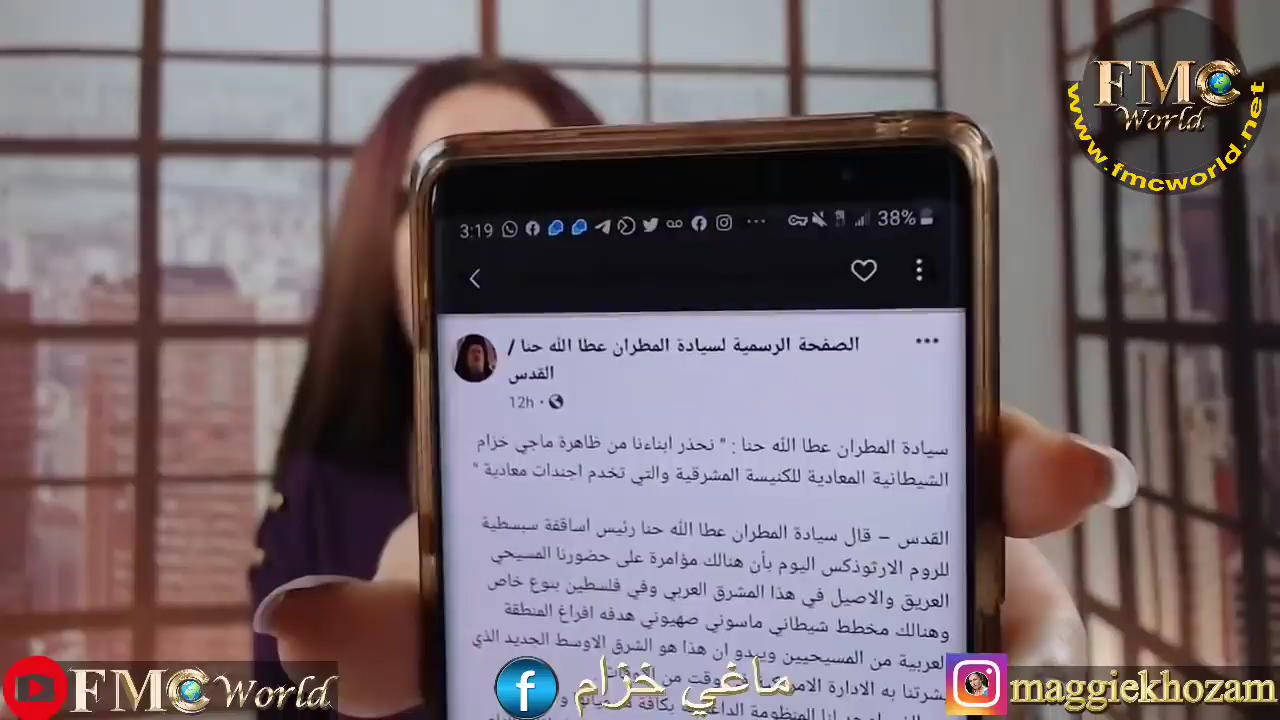 FMC
World
www.fmcworld.net
3:19
38%
الصفحة الرسمية لسيادة المطران عطا الله حنا /
القدس
12h
سيادة المطران عطا الله حنا : " نحذر ابناءنا من ظاهرة ماجي خزام
الشيطانية المعادية للكنيسة المشرقية والتي تخدم اجندات معادية "
القدس – قال سيادة المطران عطا الله حنا رئيس اساقفة سبسطية
للروم الارثوذكس اليوم بأن هنالك مؤامرة على حضورنا المسيحي
العريق والاصيل في هذا المشرق العربي وفي فلسطين بنوع خاص
وهنالك مخطط شيطاني ماسوني صهيوني هدفه افراغ المنطقة
العربية من المسيحيين ويبدو ان هذا هو الشرق الاوسط الجديد الذي
بشرتنا به الادارة
FMC World
ماغي خزام
maggiekhozam